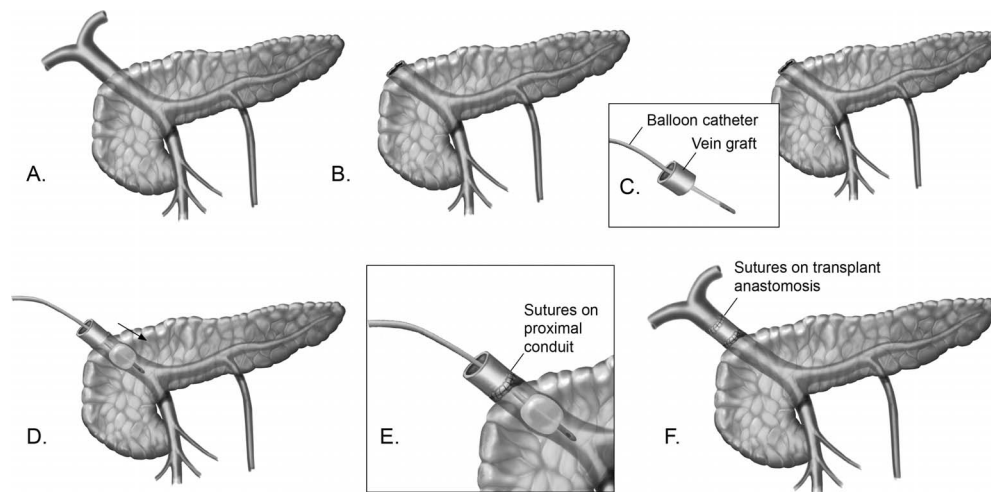 A.
B.
C.
Balloon catheter
Vein graft
D.
E.
Sutures on
proximal
conduit
F.
Sutures on transplant
anastomosis